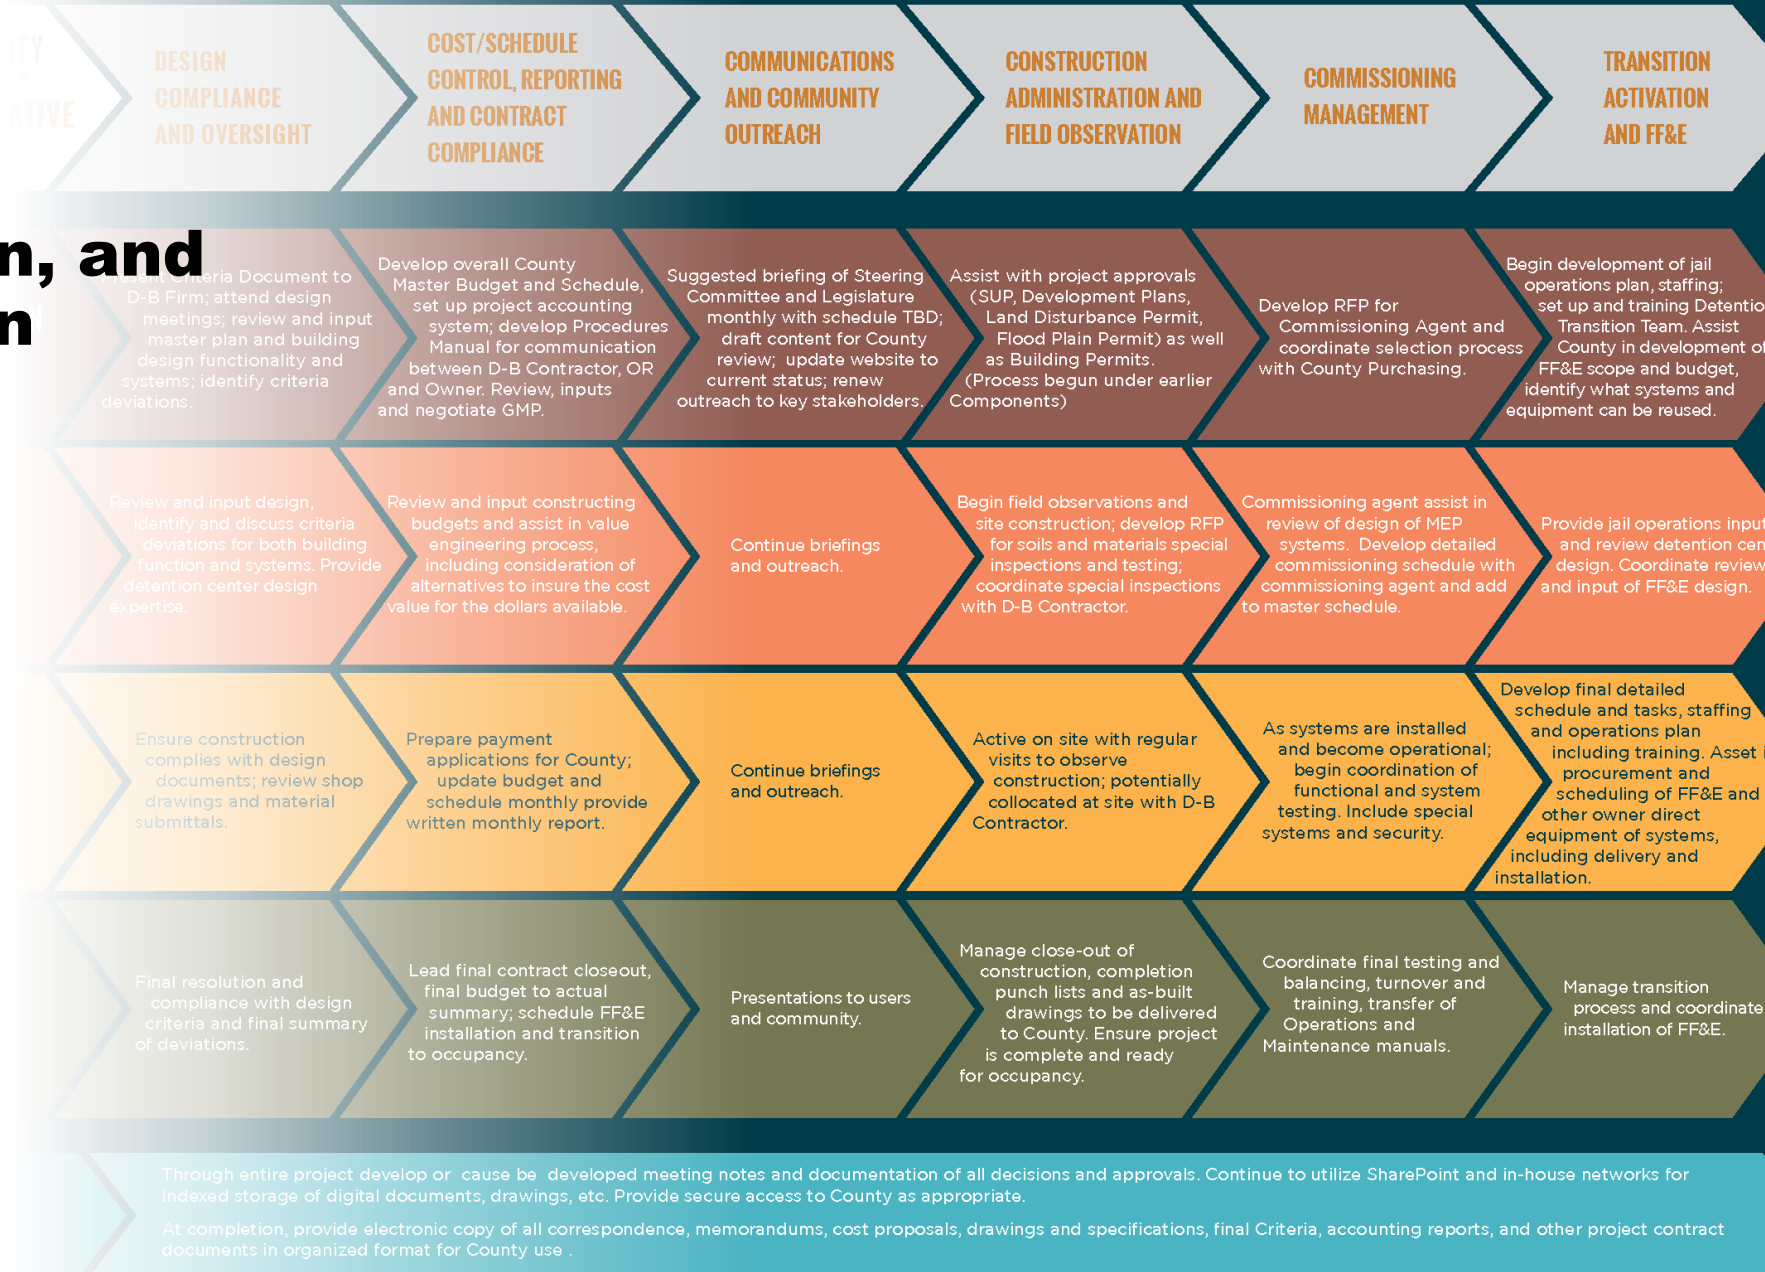 ATIVE
DESIGN
COMPLIANCE
AND OVERSIGHT
COST/SCHEDULE
CONTROL, REPORTING
AND CONTRACT
COMPLIANCE
COMMUNICATIONS
AND COMMUNITY
OUTREACH
CONSTRUCTION
ADMINISTRATION AND
FIELD OBSERVATION
COMMISSIONING
MANAGEMENT
TRANSITION
ACTIVATION
AND FF&E
n, and
n
Criteria Document to
D-B Firm; attend design
meetings; review and input
master plan and building
design functionality and
systems; identify criteria
deviations.
Develop overall County
Master Budget and Schedule,
set up project accounting
system; develop Procedures
Manual for communication
between D-B Contractor, OR
and Owner. Review, inputs
and negotiate GMP.
Suggested briefing of Steering
Committee and Legislature
monthly with schedule TBD;
draft content for County
review; update website to
current status; renew
outreach to key stakeholders.
Assist with project approvals
(SUP, Development Plans,
Land Disturbance Permit,
Flood Plain Permit) as well
as Building Permits.
(Process begun under earlier
Components)
Develop RFP for
Commissioning Agent and
coordinate selection process
with County Purchasing.
Begin development of jail
operations plan, staffing;
set up and training Detentio
Transition Team. Assist
County in development of
FF&E scope and budget,
identify what systems and
equipment can be reused.
Review and input design,
identify and discuss criteria
deviations for both building
function and systems. Provide
detention center design
expertise.
Review and input constructing
budgets and assist in value
engineering process,
including consideration of
alternatives to insure the cost
value for the dollars available.
Continue briefings
and outreach.
Begin field observations and
site construction; develop RFP
for soils and materials special
inspections and testing;
coordinate special inspections
with D-B Contractor.
Commissioning agent assist in
review of design of MEP
systems. Develop detailed
commissioning schedule with
commissioning agent and add
to master schedule.
Provide jail operations input
and review detention cen
design. Coordinate review
and input of FF&E design.
Ensure construction
complies with design
documents; review shop
drawings and material
submittals.
Prepare payment
applications for County;
update budget and
schedule monthly provide
written monthly report.
Continue briefings
and outreach.
Active on site with regular
visits to observe
construction; potentially
collocated at site with D-B
Contractor.
As systems are installed
and become operational;
begin coordination of
functional and system
testing. Include special
systems and security.
Develop final detailed
schedule and tasks, staffing
and operations plan
including training. Asset i
procurement and
scheduling of FF&E and
other owner direct
equipment of systems,
including delivery and
installation.
Final resolution and
compliance with design
criteria and final summary
of deviations.
Lead final contract closeout,
final budget to actual
summary; schedule FF&E
installation and transition
to occupancy.
Presentations to users
and community.
Manage close-out of
construction, completion
punch lists and as-built
drawings to be delivered
to County. Ensure project
is complete and ready
for occupancy.
Coordinate final testing and
balancing, turnover and
training, transfer of
Operations and
Maintenance manuals.
Manage transition
process and coordinate
installation of FF&E.
Through entire project develop or cause be developed meeting notes and documentation of all decisions and approvals. Continue to utilize SharePoint and in-house networks for
indexed storage of digital documents, drawings, etc. Provide secure access to County as appropriate.
At completion, provide electronic copy of all correspondence, memorandums, cost proposals, drawings and specifications, final Criteria, accounting reports, and other project contract
documents in organized format for County use .